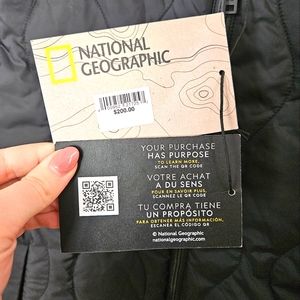 NATIONAL
GEOGRAPHIC
$200.00
YOUR PURCHASE
HAS PURPOSE
TO LEARN MORE,
SCAN THE QR CODE
VOTRE ACHAT
A DU SENS
POUR EN SAVOIR PLUS,
SCANNEZ LE QR CODE
TU COMPRA TIENE
UN PROPÓSITO
PARA OBTENER MÁS INFORMACIÓN,
ESCANEA EL CÓDIGO QR
© National Geographic
nationalgeographic.com